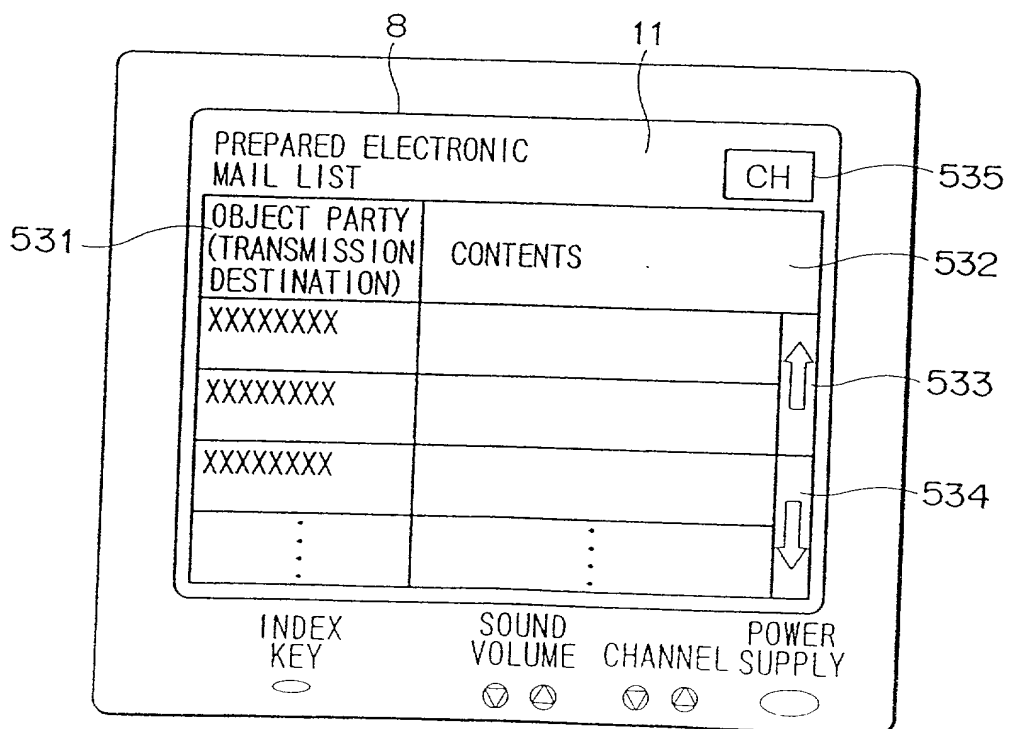 8
11
PREPARED ELECTRONIC
MAIL LIST
CH
535
531
OBJECT PARTY
(TRANSMISSION
DESTINATION)
CONTENTS
532
XXXXXXXX
533
XXXXXXXX
XXXXXXXX
534
INDEX
KEY
SOUND
VOLUME
CHANNEL
POWER
SUPPLY